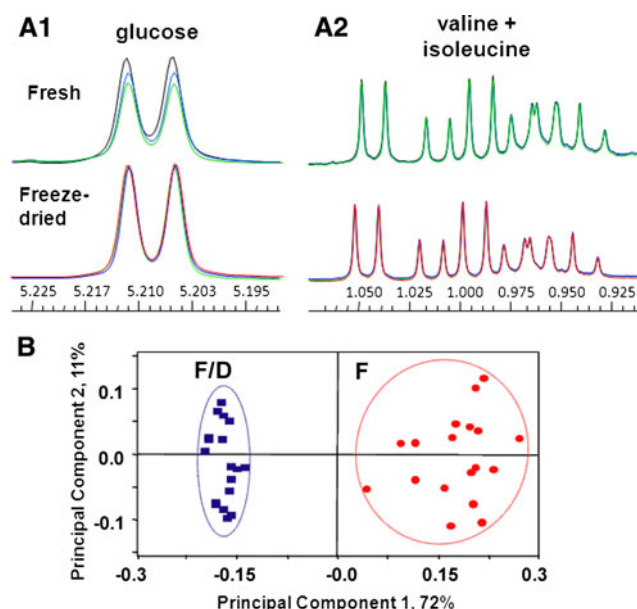 A1
glucose
Fresh
Freeze-
dried
5.225 5.217 5.210 5.203 5.195
A2
valine +
isoleucine
1.050 1.025 1.000 0.975 0.950 0.925
B
F/D
F
Principal Component 2, 11%
0.1
0.0
-0.1
-0.3 -0.15 -0.0 0.15 0.3
Principal Component 1, 72%